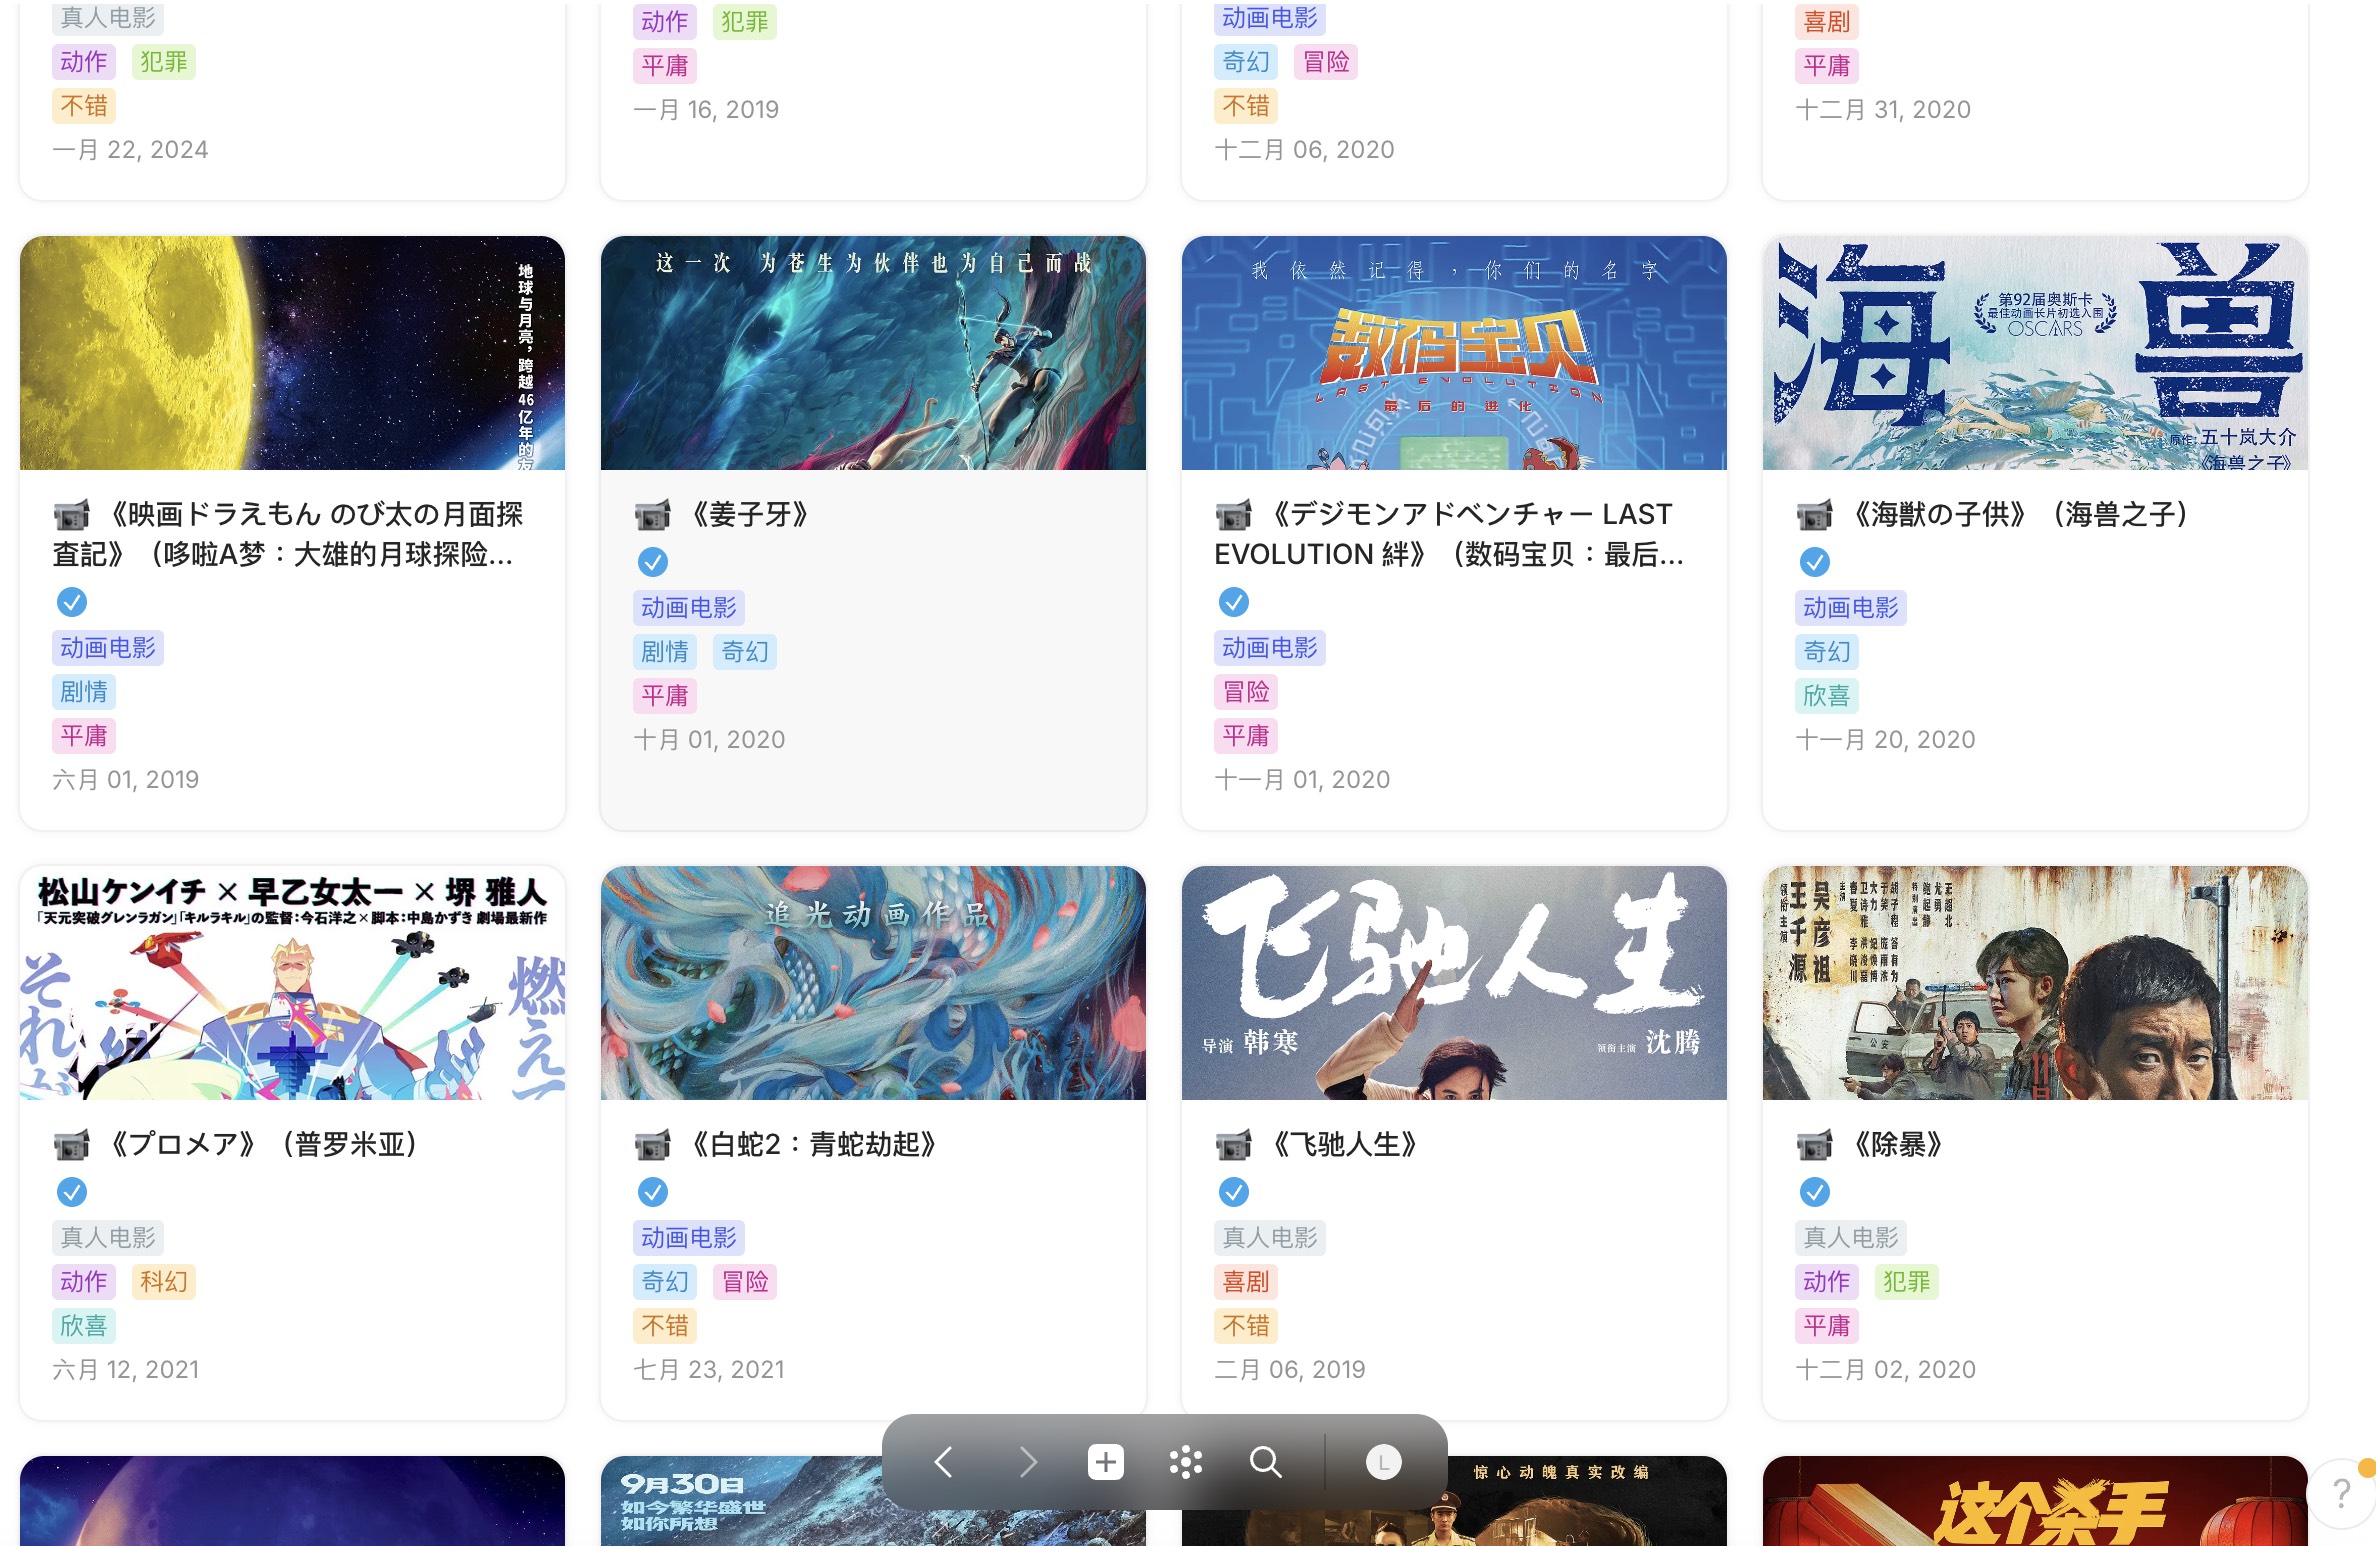 真人电影
动作 犯罪
不错
一月 22, 2024
动作 犯罪
平庸
一月 16, 2019
动画电影
奇幻 冒险
不错
十二月 06, 2020
喜剧
平庸
十二月 31, 2020
地球与月亮，跨越46亿年的友
《映画ドラえもん のび太の月面探
査記》（哆啦A梦：大雄的月球探险...
动画电影
剧情
平庸
六月 01, 2019
这一次 为苍生为伙伴也为自己而战
《姜子牙》
动画电影
剧情 奇幻
平庸
十月 01, 2020
我依然记得，你们的名字
数码宝贝
LAST EVOLUTION
最后的进化
《デジモンアドベンチャー LAST
EVOLUTION 絆》（数码宝贝：最后...
动画电影
冒险
平庸
十一月 01, 2020
海兽
第92届奥斯卡
最佳动画长片初选入围
OSCARS
原作：五十岚大介
《海兽之子》
《海獣の子供》（海兽之子）
动画电影
奇幻
欣喜
十一月 20, 2020
松山ケンイチ × 早乙女太一 × 堺 雅人
「天元突破グレンラガン」「キルラキル」の監督：今石洋之×脚本：中島かずき 劇場最新作
それが
燃えて
《プロメア》（普罗米亚）
真人电影
动作 科幻
欣喜
六月 12, 2021
追光动画作品
《白蛇2：青蛇劫起》
动画电影
奇幻 冒险
不错
七月 23, 2021
飞驰人生
导演 韩寒
领衔主演 沈腾
《飞驰人生》
真人电影
喜剧
不错
二月 06, 2019
领衔主演
王千源
吴彦祖
公安
《除暴》
真人电影
动作 犯罪
平庸
十二月 02, 2020
9月30日
如今繁华盛世
如你所想
惊心动魄真实改编
这个杀手
L
?